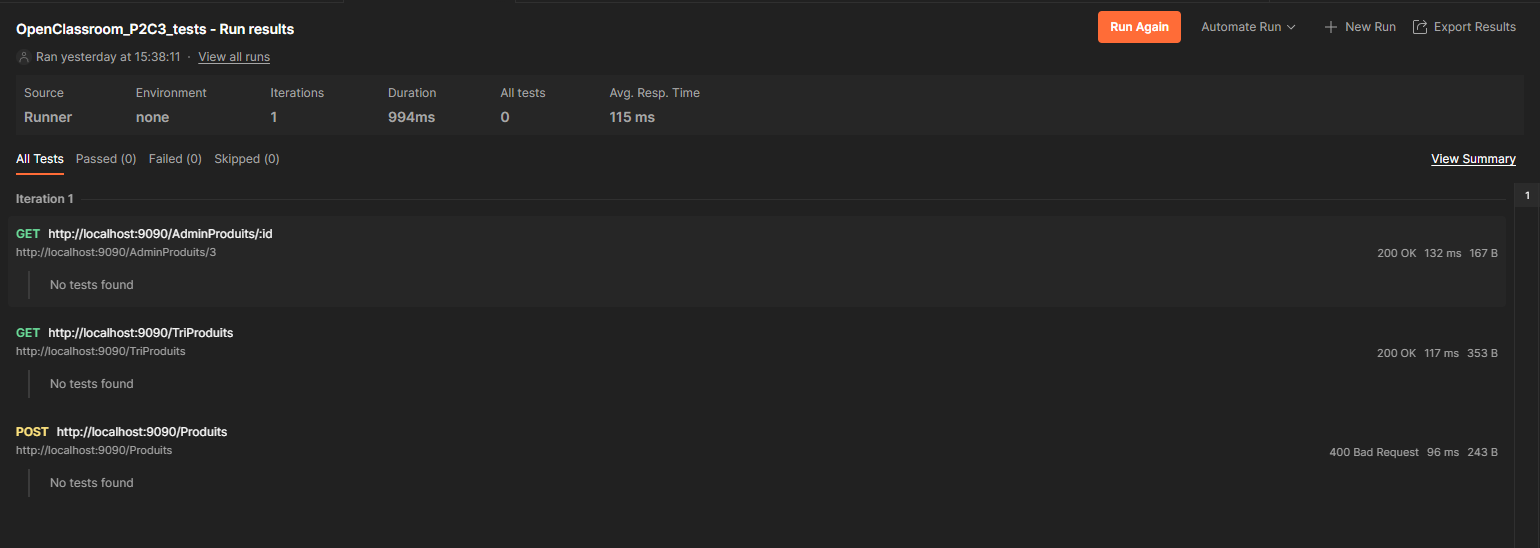 OpenClassroom_P2C3_tests - Run results
Run Again Automate Run New Run Export Results
Ran yesterday at 15:38:11 · View all runs
Source Environment Iterations Duration All tests Avg. Resp. Time
Runner none 1 994ms 0 115 ms
All Tests Passed (0) Failed (0) Skipped (0) View Summary
Iteration 1
1
GET http://localhost:9090/AdminProduits/:id
http://localhost:9090/AdminProduits/3 200 OK 132 ms 167 B
No tests found
GET http://localhost:9090/TriProduits
http://localhost:9090/TriProduits 200 OK 117 ms 353 B
No tests found
POST http://localhost:9090/Produits
http://localhost:9090/Produits 400 Bad Request 96 ms 243 B
No tests found